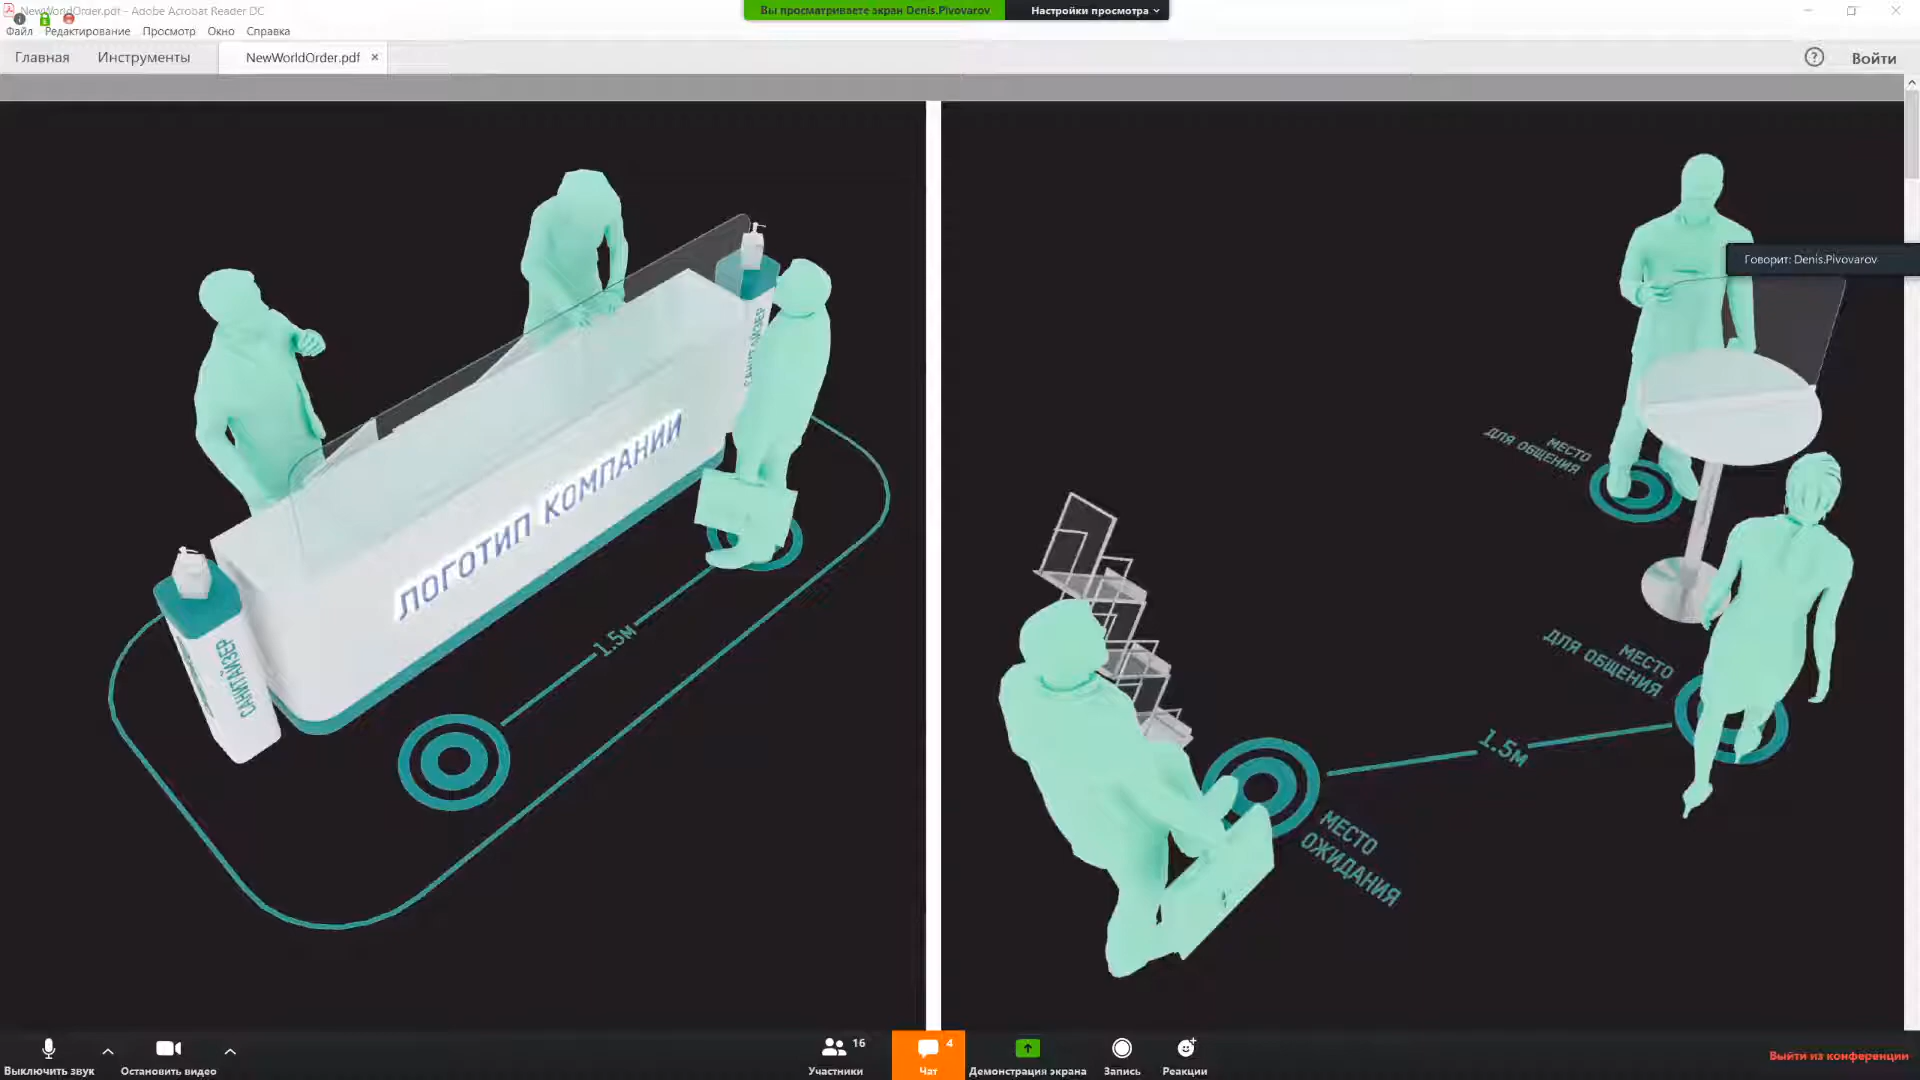 NewWorldOrder.pdf - Adobe Acrobat Reader DC
Вы просматриваете экран Denis.Pivovarov
Настройки просмотра
Файл Редактирование Просмотр Окно Справка
Главная Инструменты NewWorldOrder.pdf × Войти
Говорит: Denis.Pivovarov
САНИТАЙЗЕР
ЛОГОТИП КОМПАНИИ
САНИТАЙЗЕР
1.5м
МЕСТО
ДЛЯ ОБЩЕНИЯ
МЕСТО
ДЛЯ ОБЩЕНИЯ
1.5м
МЕСТО
ОЖИДАНИЯ
16
4
Выключить звук
Остановить видео
Участники
Чат
Демонстрация экрана
Запись
Реакции
Выйти из конференции